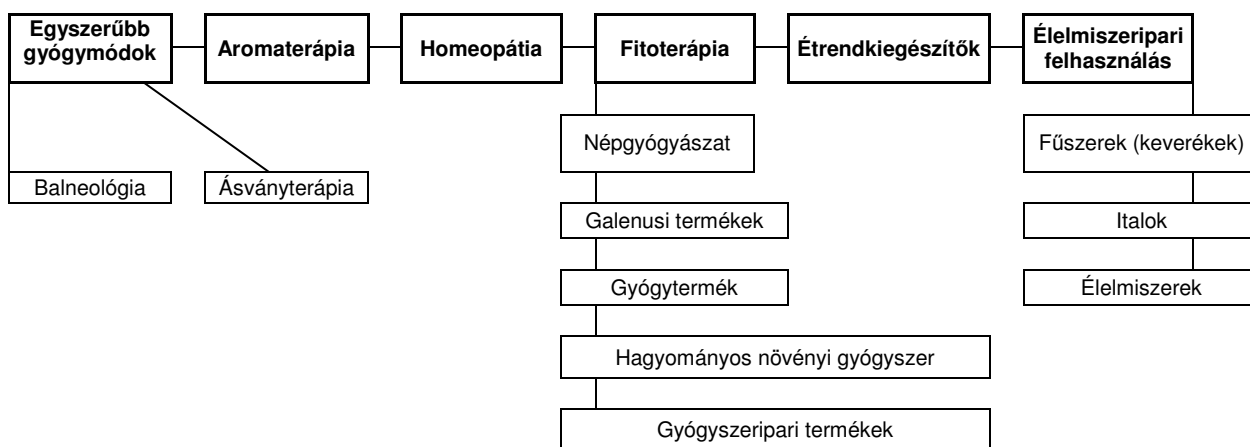 Egyszerűbb
gyógymódok
Aromaterápia
Homeopátia
Fitoterápia
Étrendkiegészítők
Élelmiszeripari
felhasználás
Népgyógyászat
Fűszerek (keverékek)
Balneológia
Ásványterápia
Galenusi termékek
Italok
Gyógytermék
Élelmiszerek
Hagyományos növényi gyógyszer
Gyógyszeripari termékek